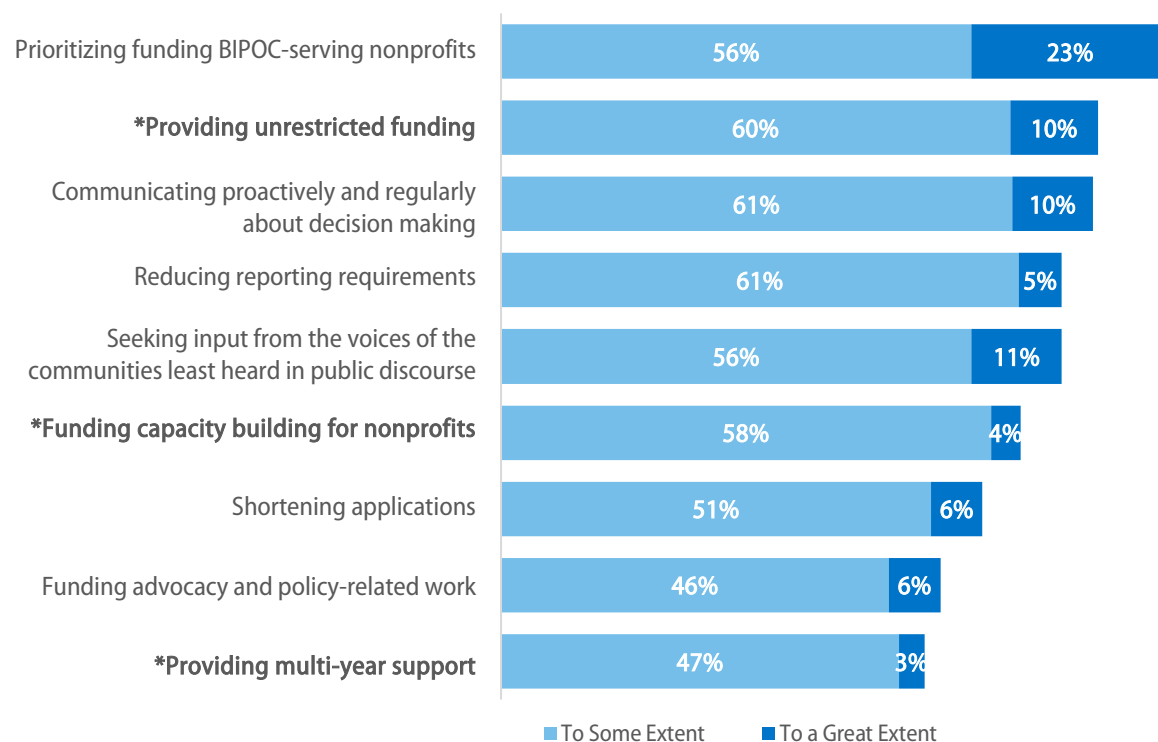 Prioritizing funding BIPOC-serving nonprofits
56%
23%
*Providing unrestricted funding
60%
10%
Communicating proactively and regularly
about decision making
61%
10%
Reducing reporting requirements
61%
5%
Seeking input from the voices of the
communities least heard in public discourse
56%
11%
*Funding capacity building for nonprofits
58%
4%
Shortening applications
51%
6%
Funding advocacy and policy-related work
46%
6%
*Providing multi-year support
47%
3%
To Some Extent
To a Great Extent